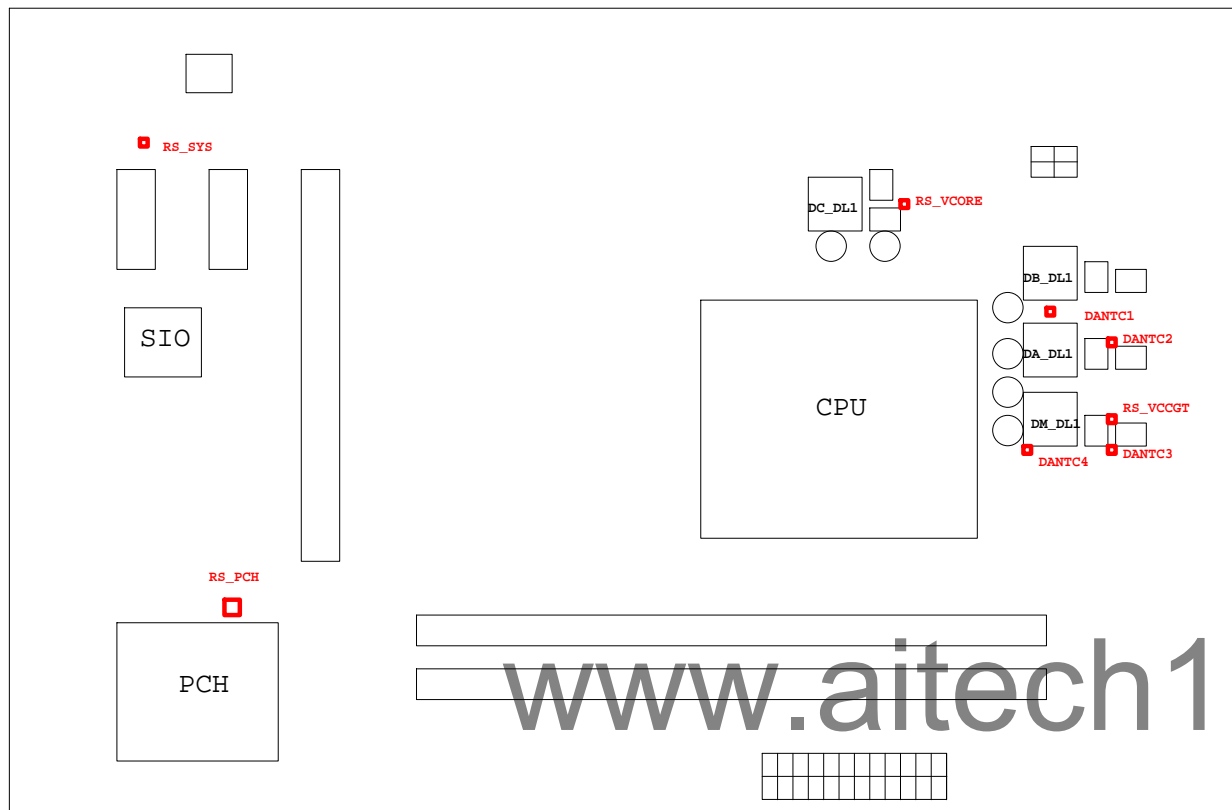 RS_SYS
RS_VCORE
DC_DL1
DB_DL1
DANTC1
SIO
DANTC2
DA_DL1
CPU
RS_VCCGT
DM_DL1
DANTC4
DANTC3
RS_PCH
PCH
www.aitech1